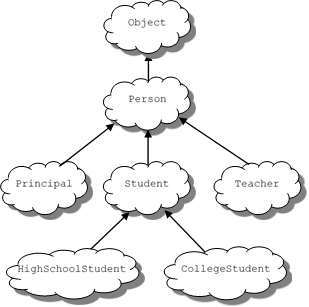 Object
Person
Principal
Student
Teacher
HighSchoolStudent
CollegeStudent